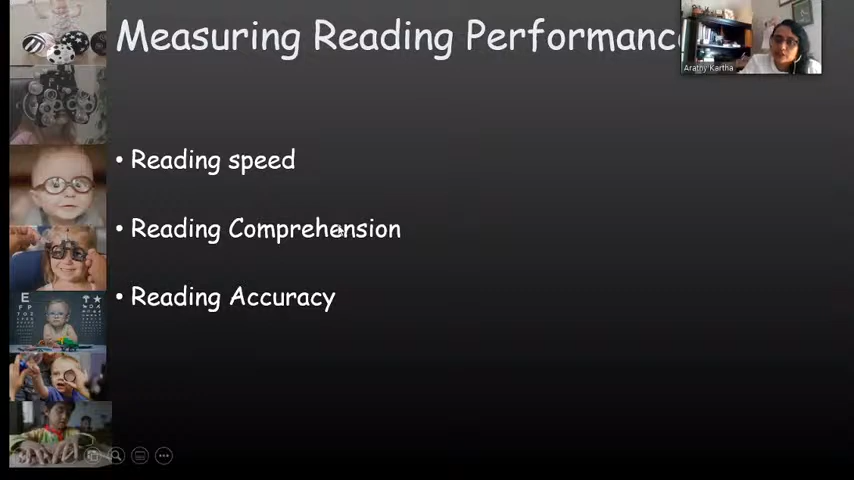 Measuring Reading Performanc
Arathy Kartha
• Reading speed
• Reading Comprehension
• Reading Accuracy
E
F P
T O Z